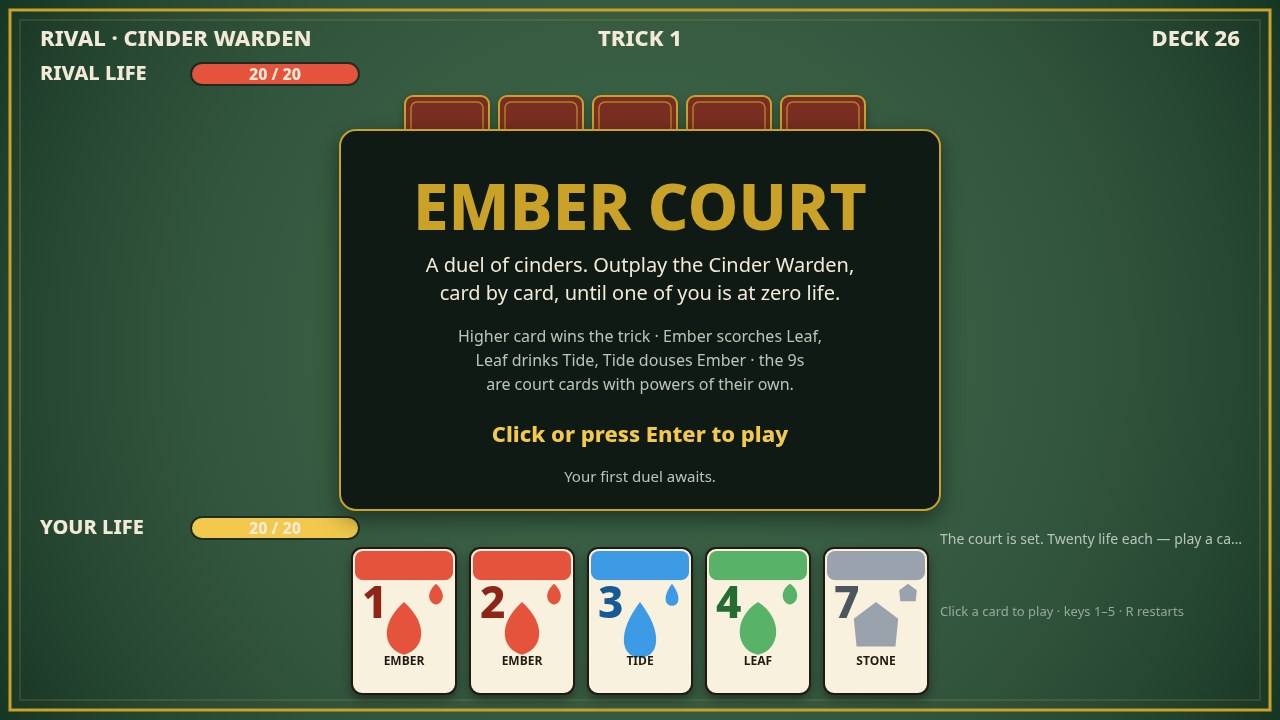 RIVAL · CINDER WARDEN
TRICK 1
DECK 26
RIVAL LIFE
20 / 20
EMBER COURT
A duel of cinders. Outplay the Cinder Warden,
card by card, until one of you is at zero life.
Higher card wins the trick · Ember scorches Leaf,
Leaf drinks Tide, Tide douses Ember · the 9s
are court cards with powers of their own.
Click or press Enter to play
Your first duel awaits.
YOUR LIFE
20 / 20
The court is set. Twenty life each — play a ca…
1
EMBER
2
EMBER
3
TIDE
4
LEAF
7
STONE
Click a card to play · keys 1–5 · R restarts